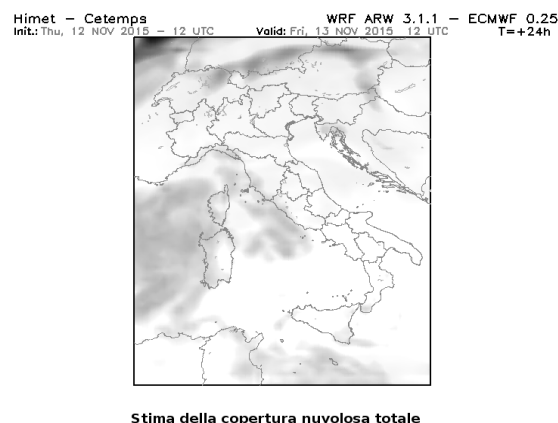 Himet – Cetemps WRF ARW 3.1.1 – ECMWF 0.25
Init.: Thu, 12 NOV 2015 – 12 UTC Valid: Fri, 13 NOV 2015 12 UTC T=+24h
Stima della copertura nuvolosa totale